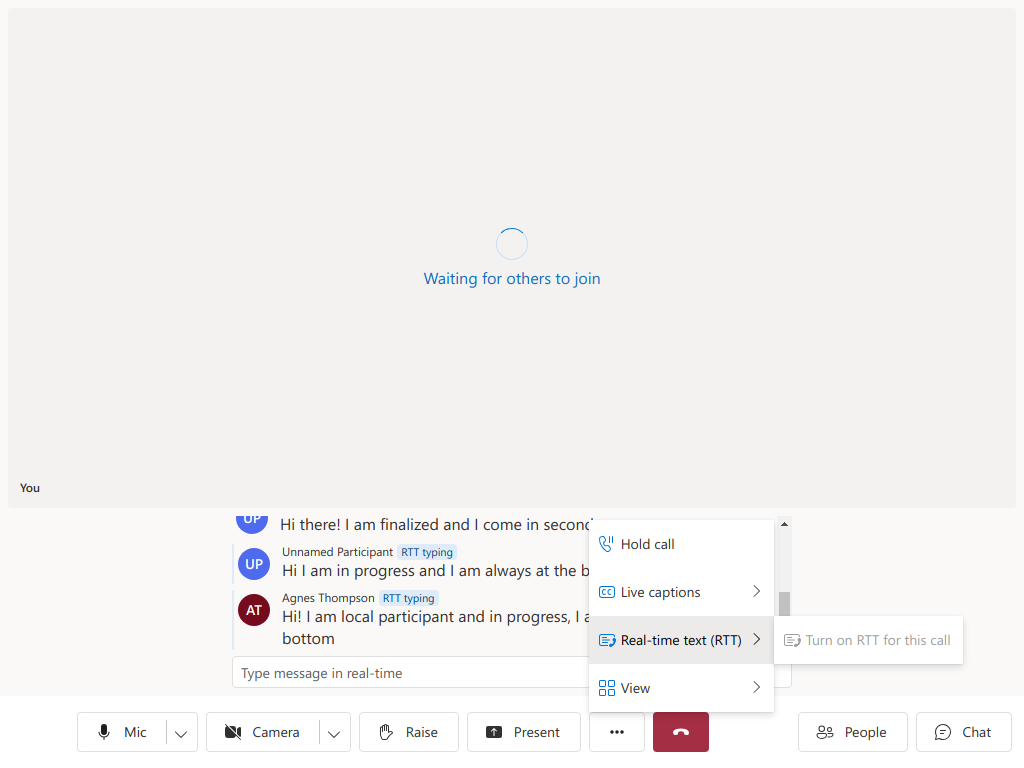 Waiting for others to join
You
UP
Hi there! I am finalized and I come in second
Unnamed Participant RTT typing
UP
Hi I am in progress and I am always at the b
Agnes Thompson RTT typing
AT
Hi! I am local participant and in progress, I a
bottom
Type message in real-time
Hold call
CC Live captions
Real-time text (RTT)
Turn on RTT for this call
View
Mic
Camera
Raise
Present
People
Chat